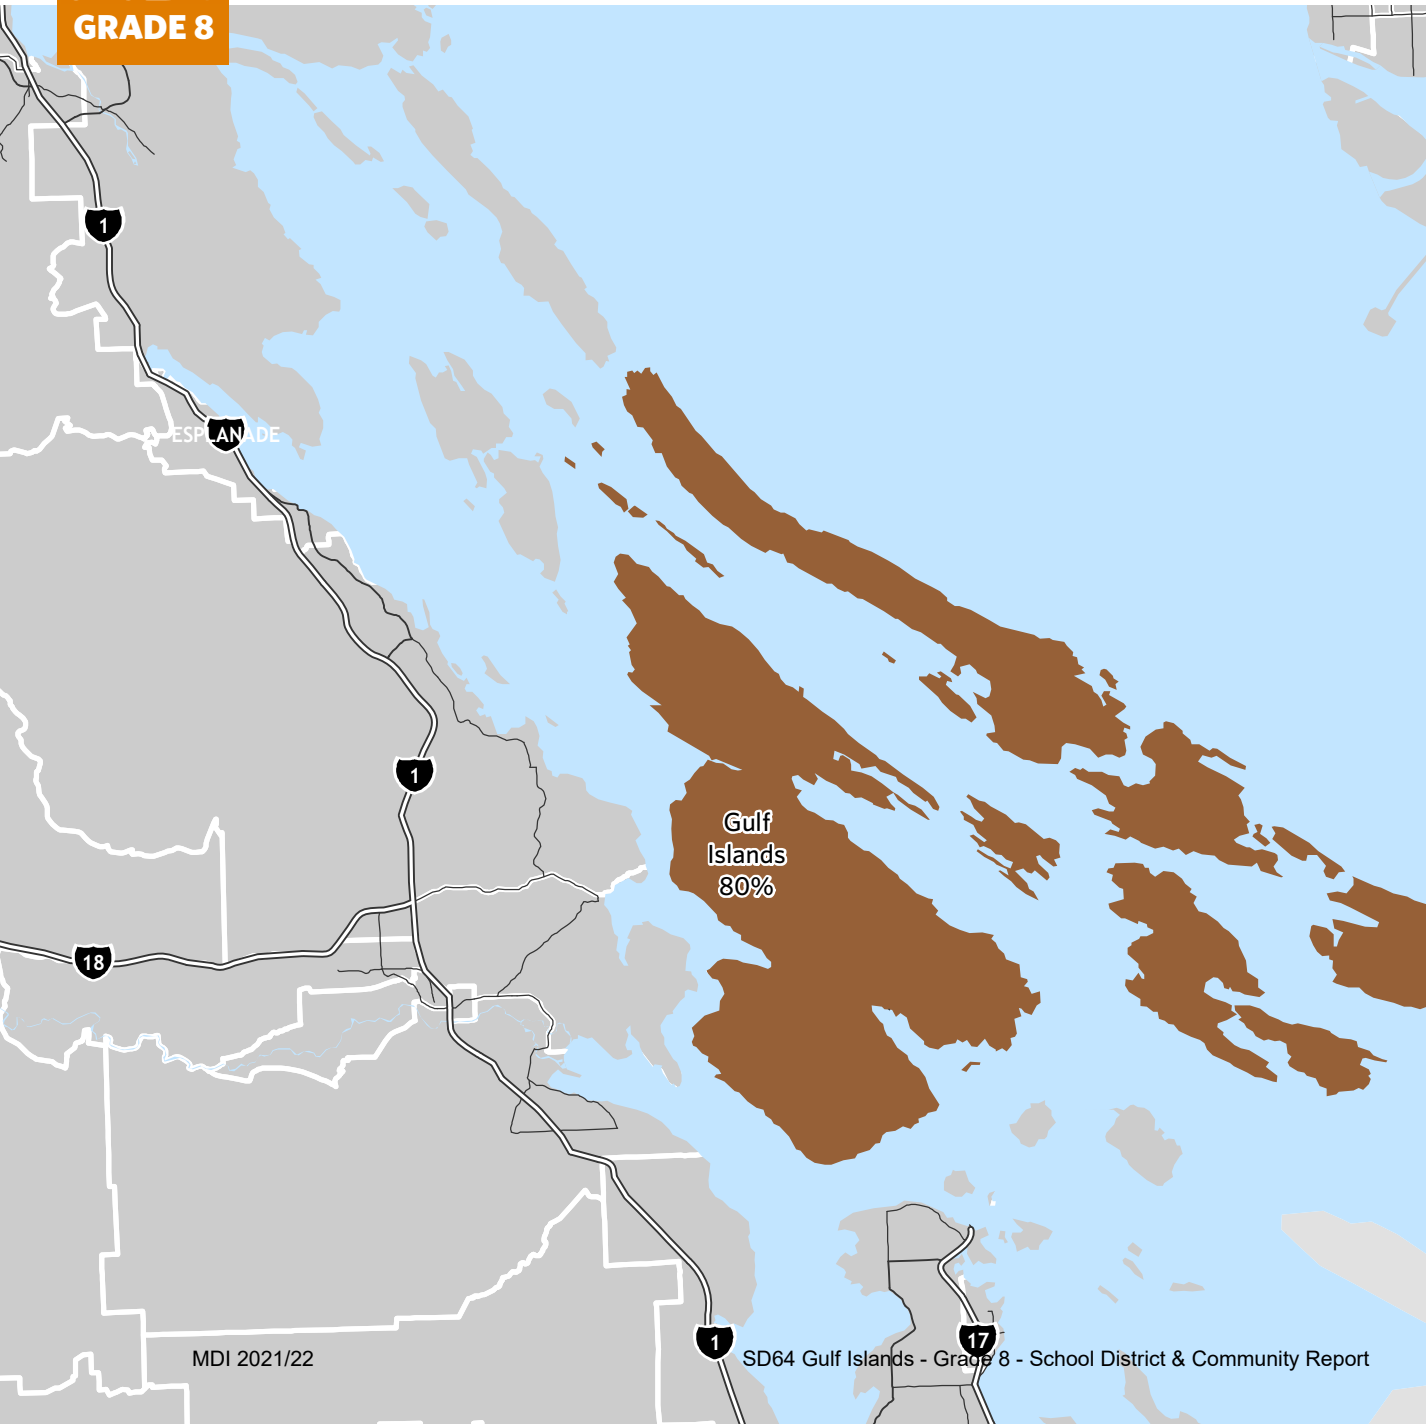 GRADE 8
1
ESPLANADE
1
Gulf
Islands
80%
18
1
17
MDI 2021/22
SD64 Gulf Islands - Grade 8 - School District & Community Report